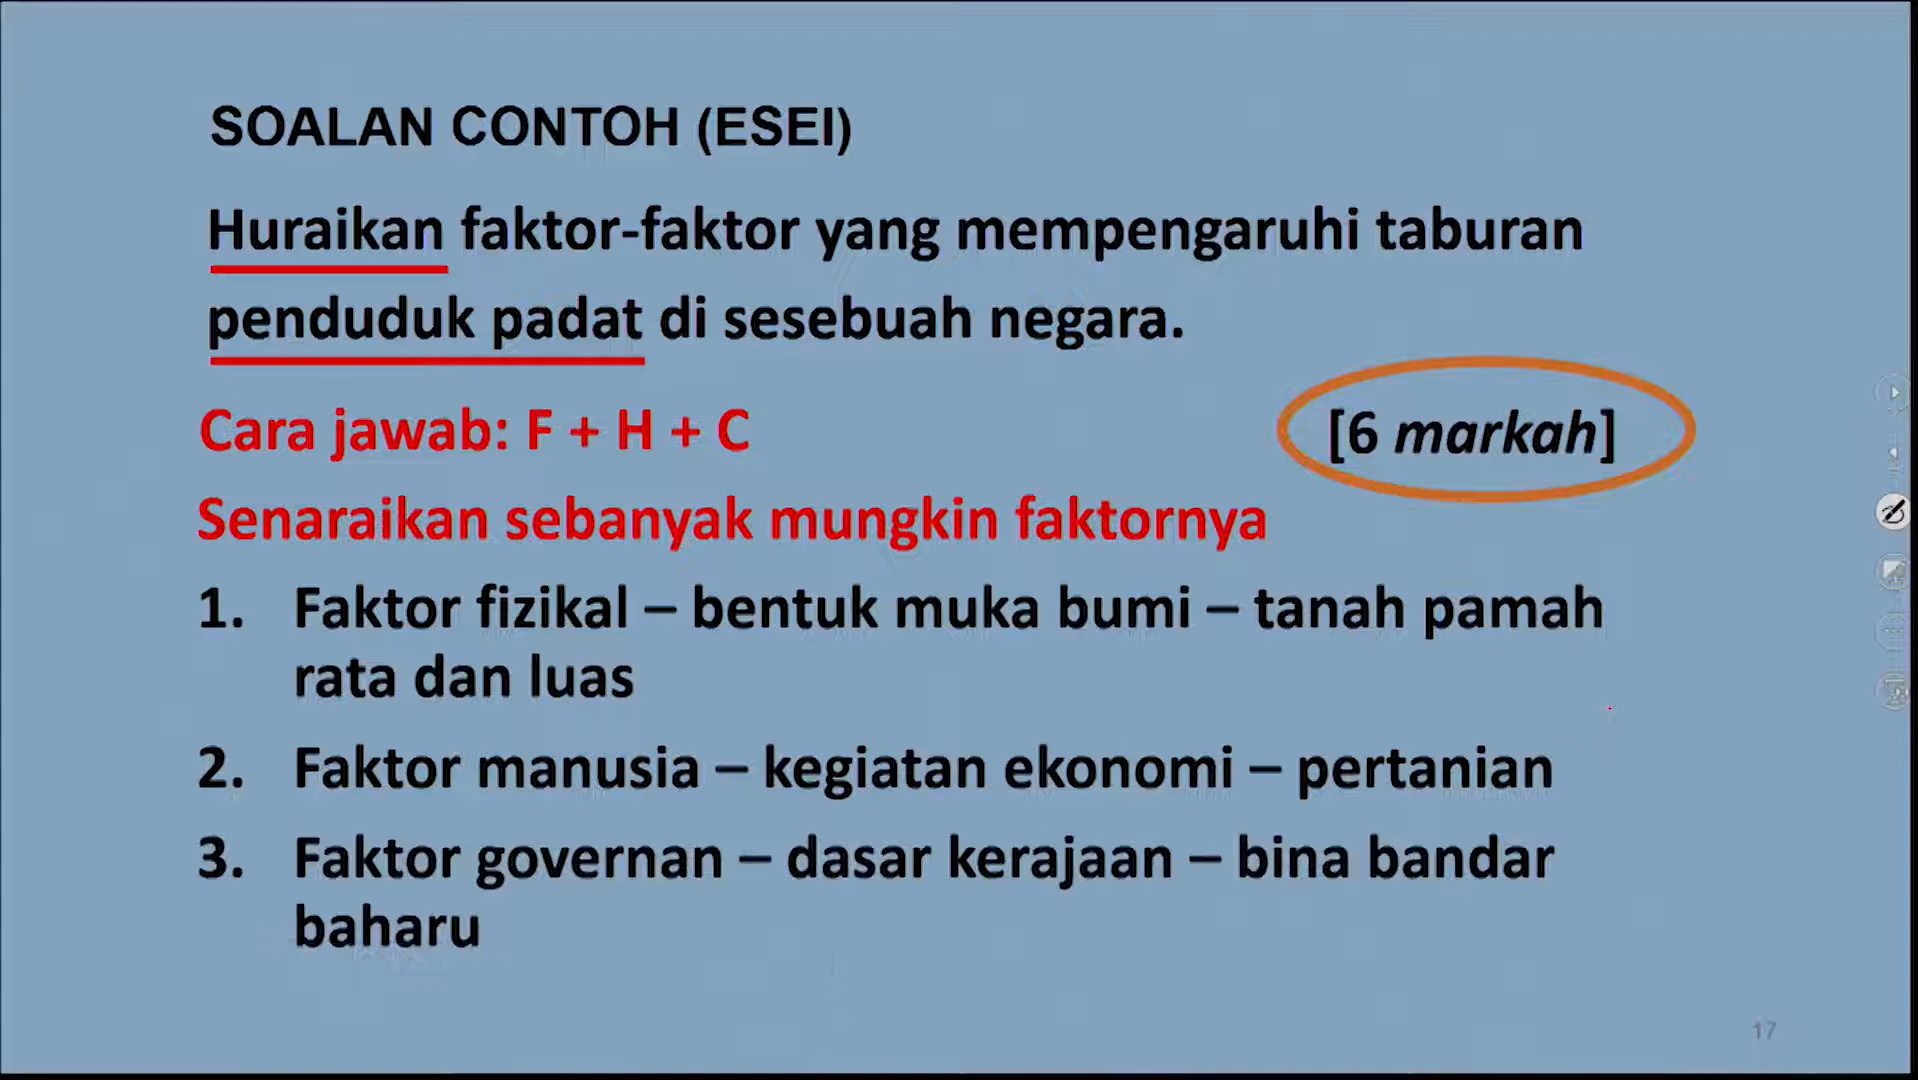 SOALAN CONTOH (ESEI)
Huraikan faktor-faktor yang mempengaruhi taburan
penduduk padat di sesebuah negara.
Cara jawab: F + H + C
[6 markah]
Senaraikan sebanyak mungkin faktornya
1. Faktor fizikal – bentuk muka bumi – tanah pamah
rata dan luas
2. Faktor manusia – kegiatan ekonomi – pertanian
3. Faktor governan – dasar kerajaan – bina bandar
baharu
17